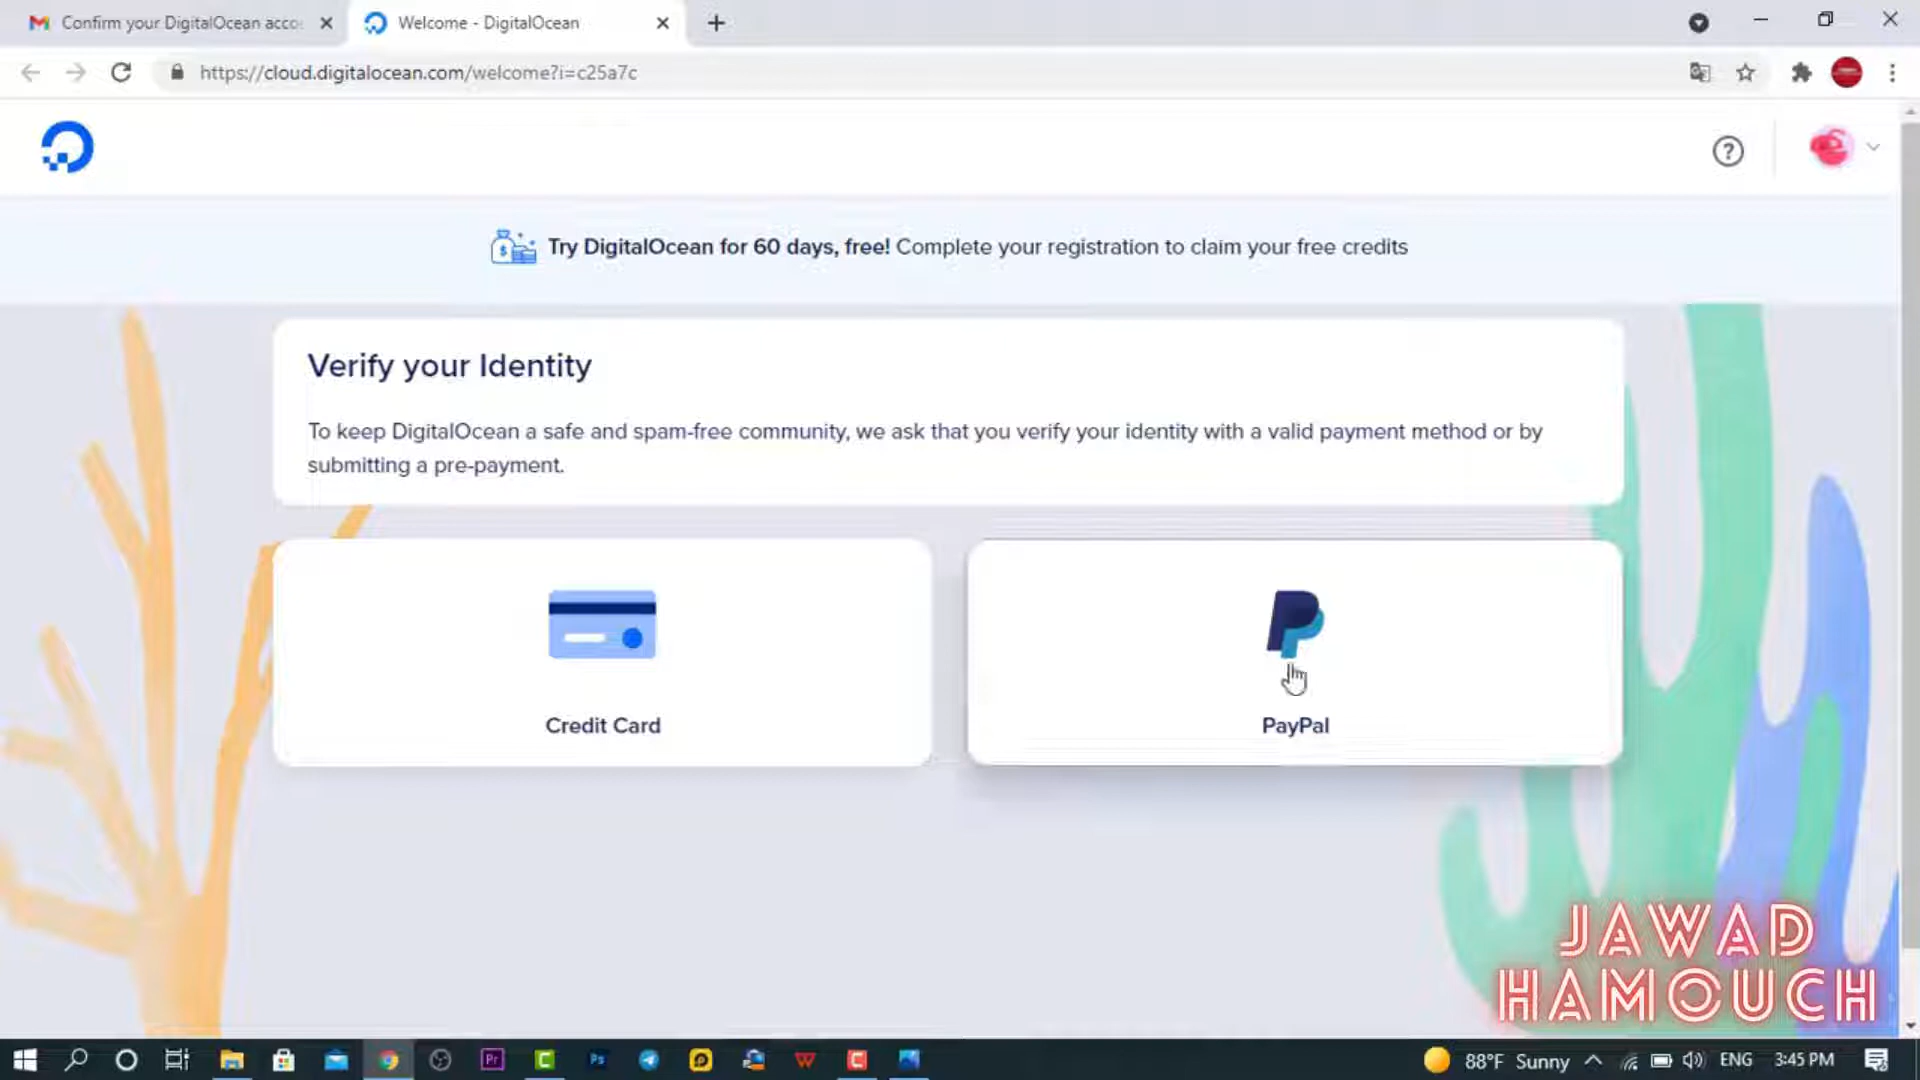 Confirm your DigitalOcean acco
Welcome - DigitalOcean
https://cloud.digitalocean.com/welcome?i=c25a7c
Try DigitalOcean for 60 days, free! Complete your registration to claim your free credits
Verify your Identity
To keep DigitalOcean a safe and spam-free community, we ask that you verify your identity with a valid payment method or by
submitting a pre-payment.
Credit Card
PayPal
JAWAD
HAMOUCH
Pr
Ps
88°F Sunny
ENG
3:45 PM